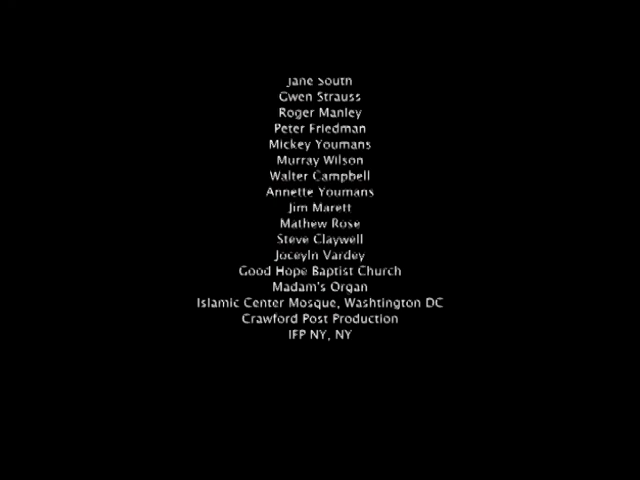 Jane South
Gwen Strauss
Roger Manley
Peter Friedman
Mickey Youmans
Murray Wilson
Walter Campbell
Annette Youmans
Jim Marett
Mathew Rose
Steve Claywell
Joceyln Vardey
Good Hope Baptist Church
Madam's Organ
Islamic Center Mosque, Washtington DC
Crawford Post Production
IFP NY, NY